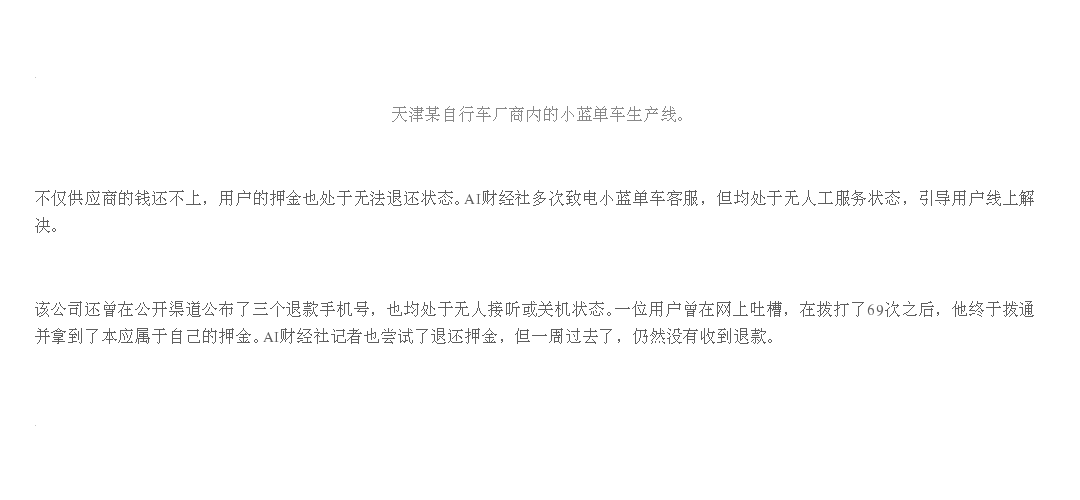 天津某自行车厂商内的小蓝单车生产线。
不仅供应商的钱还不上，用户的押金也处于无法退还状态。AI财经社多次致电小蓝单车客服，但均处于无人工服务状态，引导用户线上解
决。
该公司还曾在公开渠道公布了三个退款手机号，也均处于无人接听或关机状态。一位用户曾在网上吐槽，在拨打了69次之后，他终于拨通
并拿到了本应属于自己的押金。AI财经社记者也尝试了退还押金，但一周过去了，仍然没有收到退款。